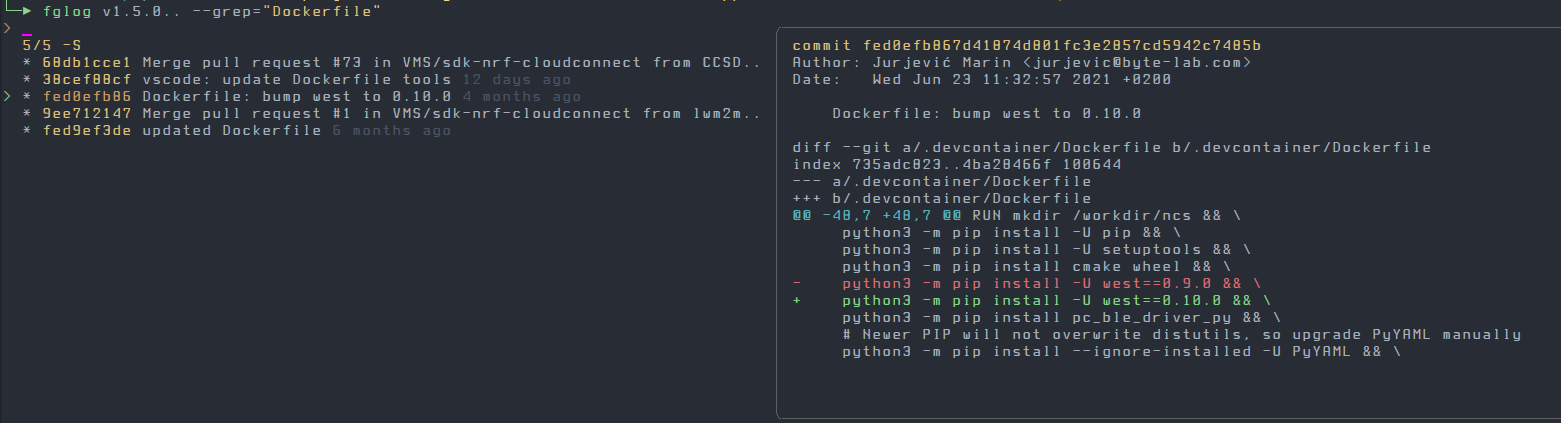 fglog v1.5.0.. --grep="Dockerfile"
>
5/5 -S
* 60db1cce1 Merge pull request #73 in VMS/sdk-nrf-cloudconnect from CCSD..
* 30cef00cf vscode: update Dockerfile tools 12 days ago
> * fed0efb06 Dockerfile: bump west to 0.10.0 4 months ago
* 9ee712147 Merge pull request #1 in VMS/sdk-nrf-cloudconnect from lwm2m..
* fed9ef3de updated Dockerfile 6 months ago
commit fed0efb067d41074d001fc3e2057cd5942c7405b
Author: Jurjević Marin <jurjevic@byte-lab.com>
Date:   Wed Jun 23 11:32:57 2021 +0200
Dockerfile: bump west to 0.10.0
diff --git a/.devcontainer/Dockerfile b/.devcontainer/Dockerfile
index 735adc023..4ba20466f 100644
--- a/.devcontainer/Dockerfile
+++ b/.devcontainer/Dockerfile
@@ -40,7 +40,7 @@ RUN mkdir /workdir/ncs && \
python3 -m pip install -U pip && \
python3 -m pip install -U setuptools && \
python3 -m pip install cmake wheel && \
-    python3 -m pip install -U west==0.9.0 && \
+    python3 -m pip install -U west==0.10.0 && \
python3 -m pip install pc_ble_driver_py && \
# Newer PIP will not overwrite distutils, so upgrade PyYAML manually
python3 -m pip install --ignore-installed -U PyYAML && \